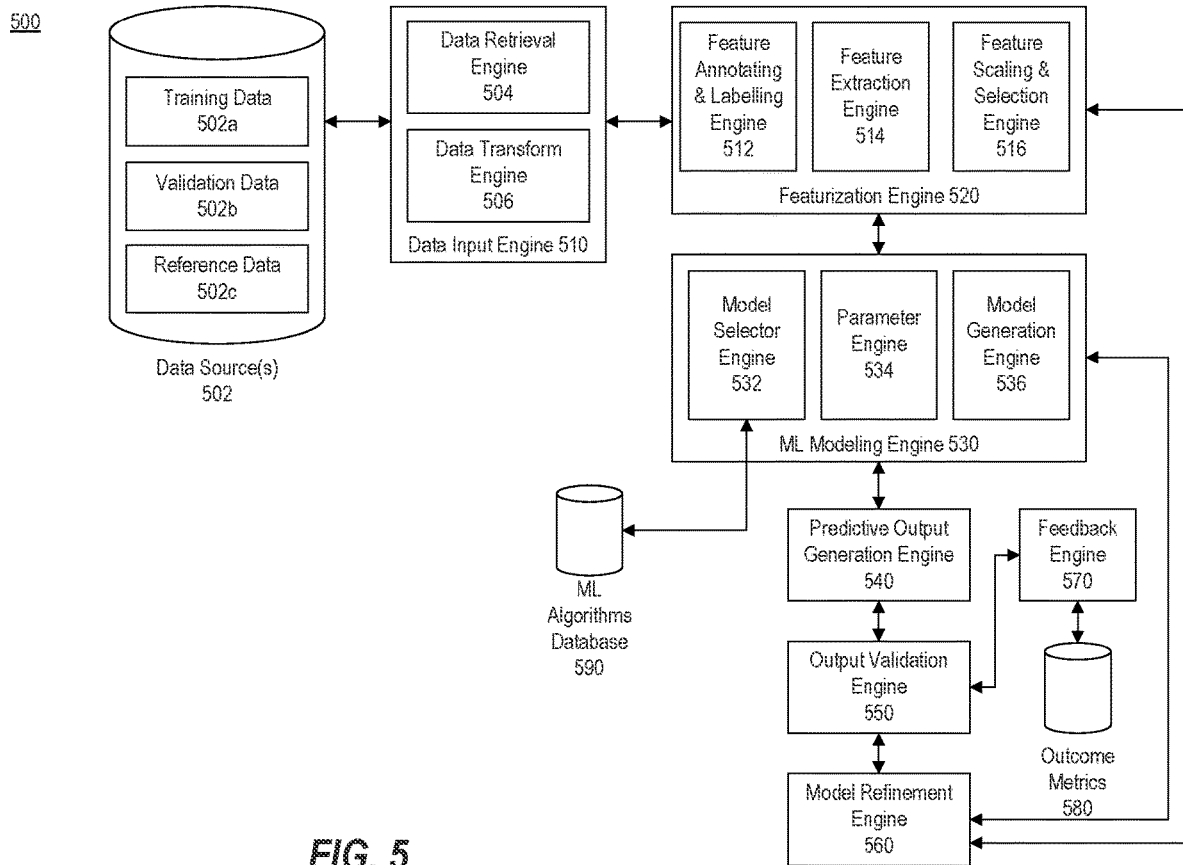 500
Training Data
502a
Validation Data
502b
Reference Data
502c
Data Source(s)
502
Data Retrieval
Engine
504
Data Transform
Engine
506
Data Input Engine 510
Feature
Annotating
& Labelling
Engine
512
Feature
Extraction
Engine
514
Feature
Scaling &
Selection
Engine
516
Featurization Engine 520
Model
Selector
Engine
532
Parameter
Engine
534
Model
Generation
Engine
536
ML Modeling Engine 530
ML
Algorithms
Database
590
Predictive Output
Generation Engine
540
Feedback
Engine
570
Output Validation
Engine
550
Outcome
Metrics
580
Model Refinement
Engine
560
FIG. 5